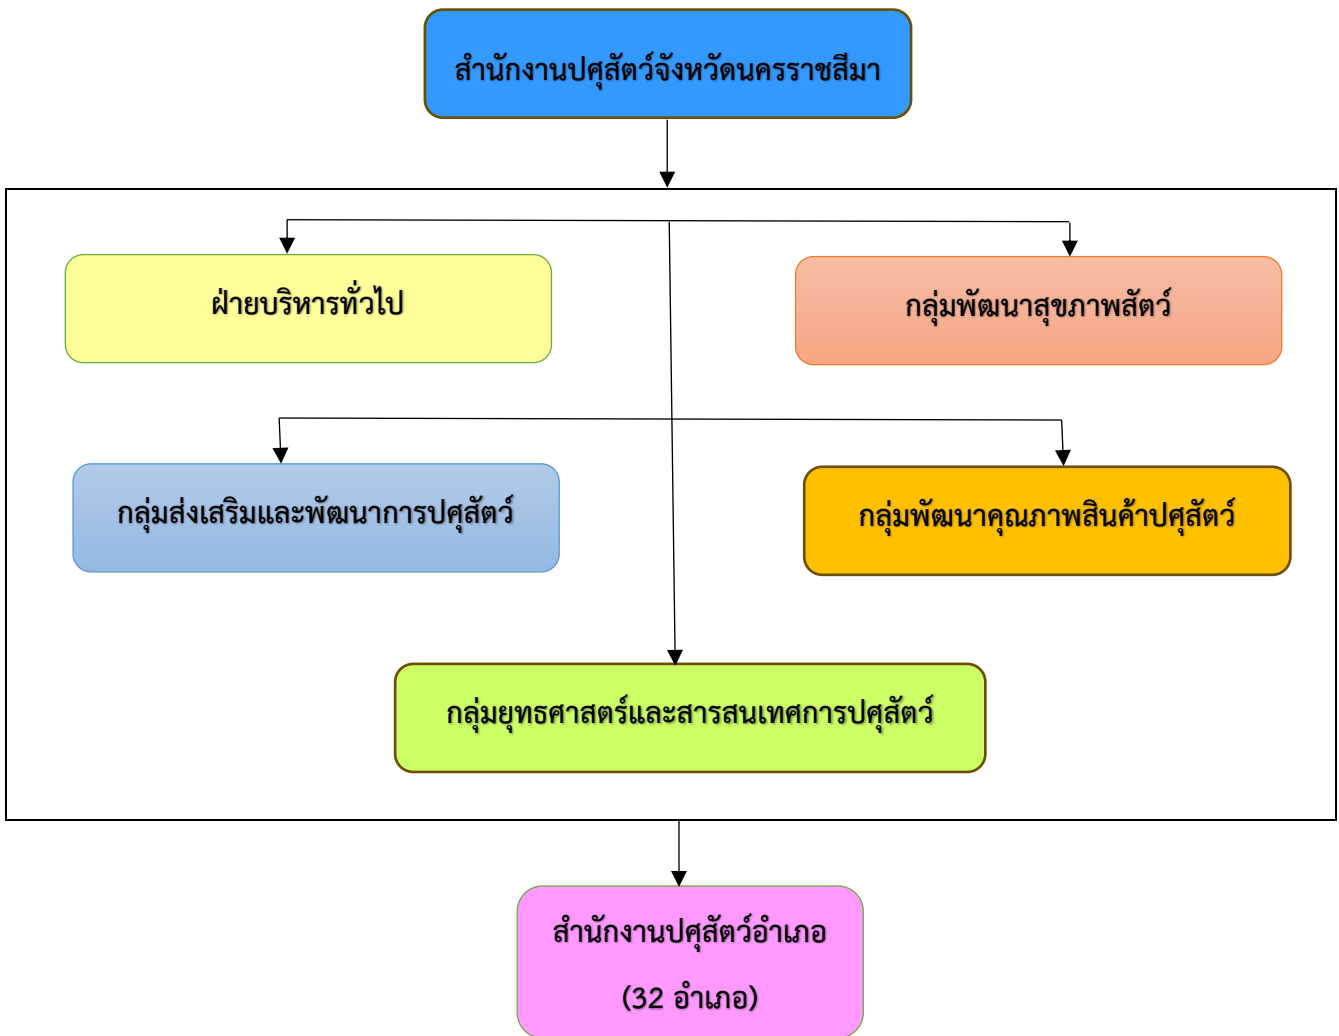 สำนักงานปศุสัตว์จังหวัดนครราชสีมา
ฝ่ายบริหารทั่วไป
กลุ่มพัฒนาสุขภาพสัตว์
กลุ่มส่งเสริมและพัฒนาการปศุสัตว์
กลุ่มพัฒนาคุณภาพสินค้าปศุสัตว์
กลุ่มยุทธศาสตร์และสารสนเทศการปศุสัตว์
สำนักงานปศุสัตว์อำเภอ
(32 อำเภอ)